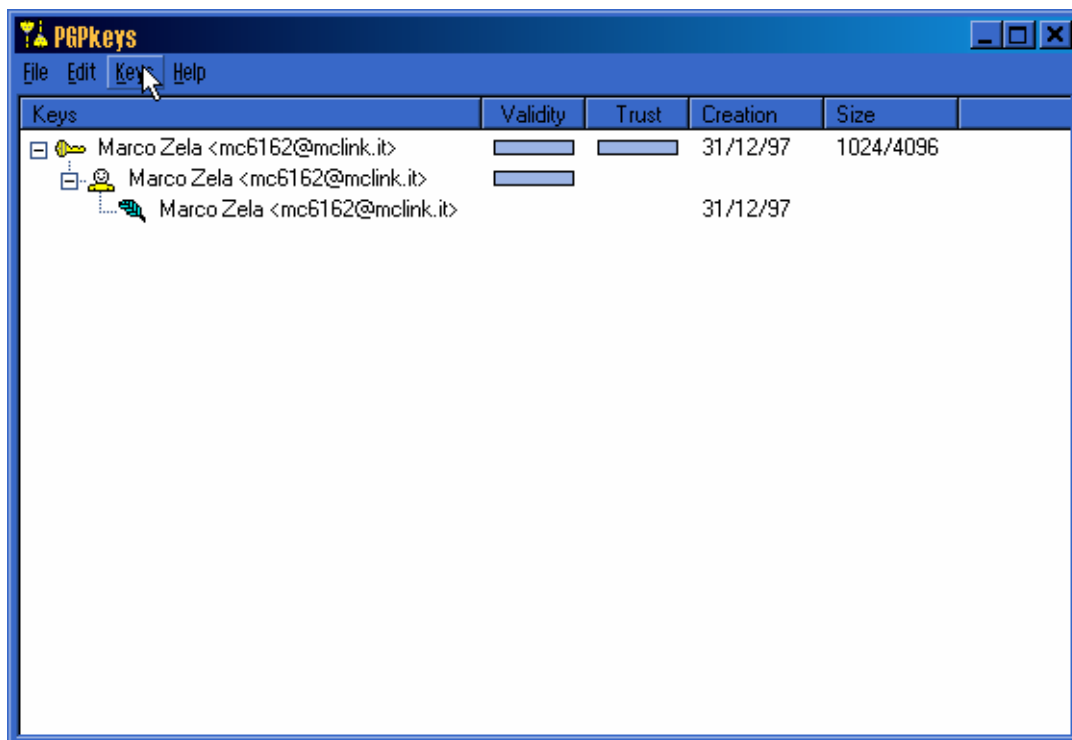 PGPkeys
File Edit Keys Help
Keys Validity Trust Creation Size
Marco Zela <mc6162@mclink.it> 31/12/97 1024/4096
Marco Zela <mc6162@mclink.it>
Marco Zela <mc6162@mclink.it> 31/12/97